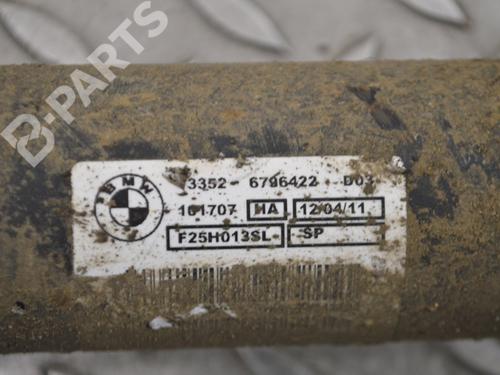 B-PARTS
BMW
3352- 6796422 D03
161707 HA 12/04/11
F25H013SL SP